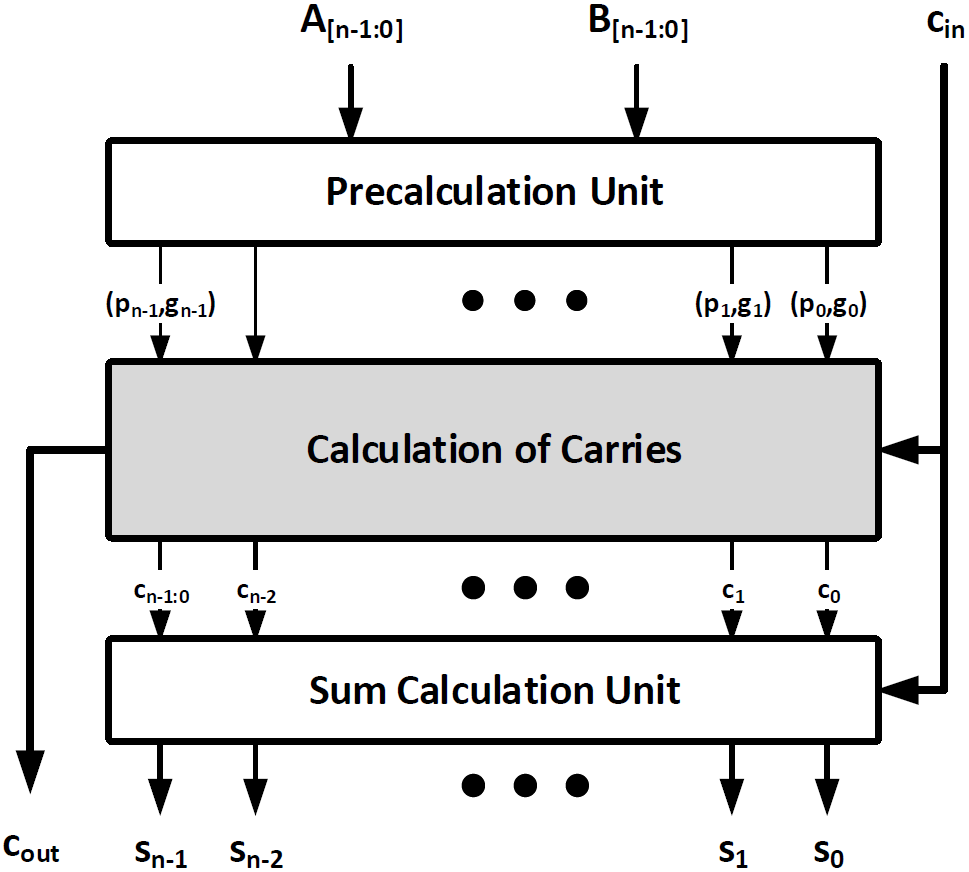 A[n-1:0] B[n-1:0] cin
Precalculation Unit
(pn-1,gn-1) (p1,g1) (p0,g0)
Calculation of Carries
cn-1:0 cn-2 c1 c0
Sum Calculation Unit
cout sn-1 sn-2 s1 s0